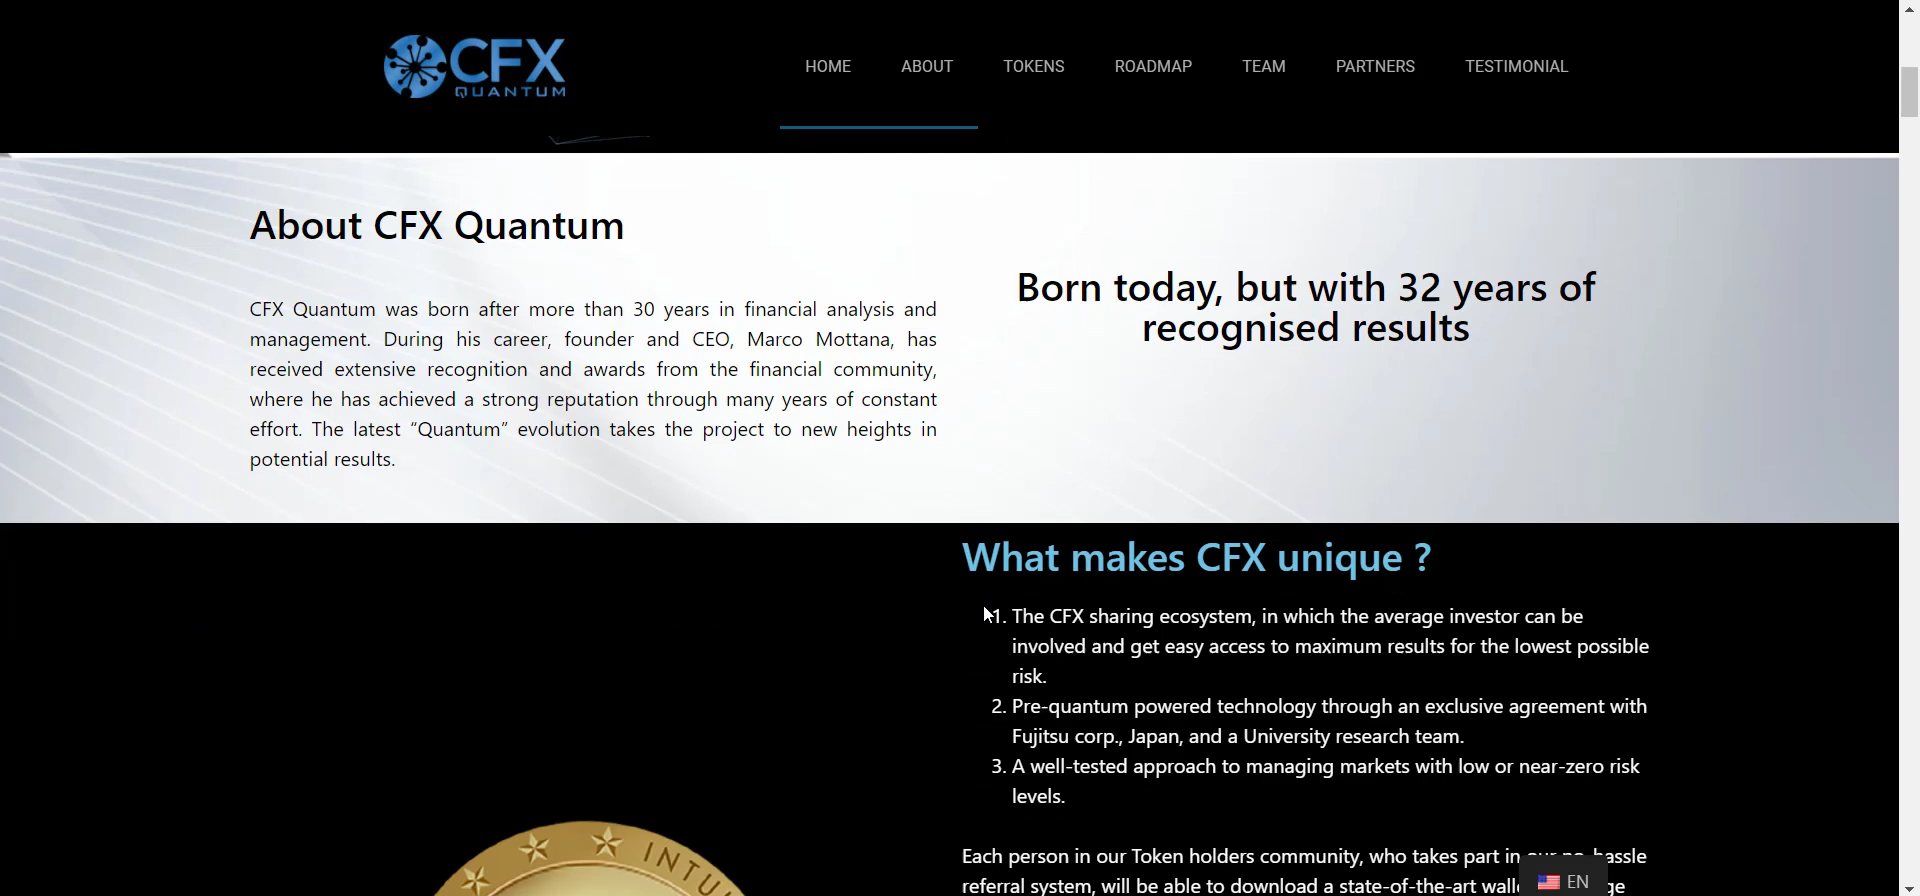 CFX
QUANTUM
HOME ABOUT TOKENS ROADMAP TEAM PARTNERS TESTIMONIAL
About CFX Quantum
CFX Quantum was born after more than 30 years in financial analysis and
management. During his career, founder and CEO, Marco Mottana, has
received extensive recognition and awards from the financial community,
where he has achieved a strong reputation through many years of constant
effort. The latest “Quantum” evolution takes the project to new heights in
potential results.
Born today, but with 32 years of
recognised results
What makes CFX unique ?
1. The CFX sharing ecosystem, in which the average investor can be
involved and get easy access to maximum results for the lowest possible
risk.
2. Pre-quantum powered technology through an exclusive agreement with
Fujitsu corp., Japan, and a University research team.
3. A well-tested approach to managing markets with low or near-zero risk
levels.
Each person in our Token holders community, who takes part in our no-hassle
referral system, will be able to download a state-of-the-art
EN